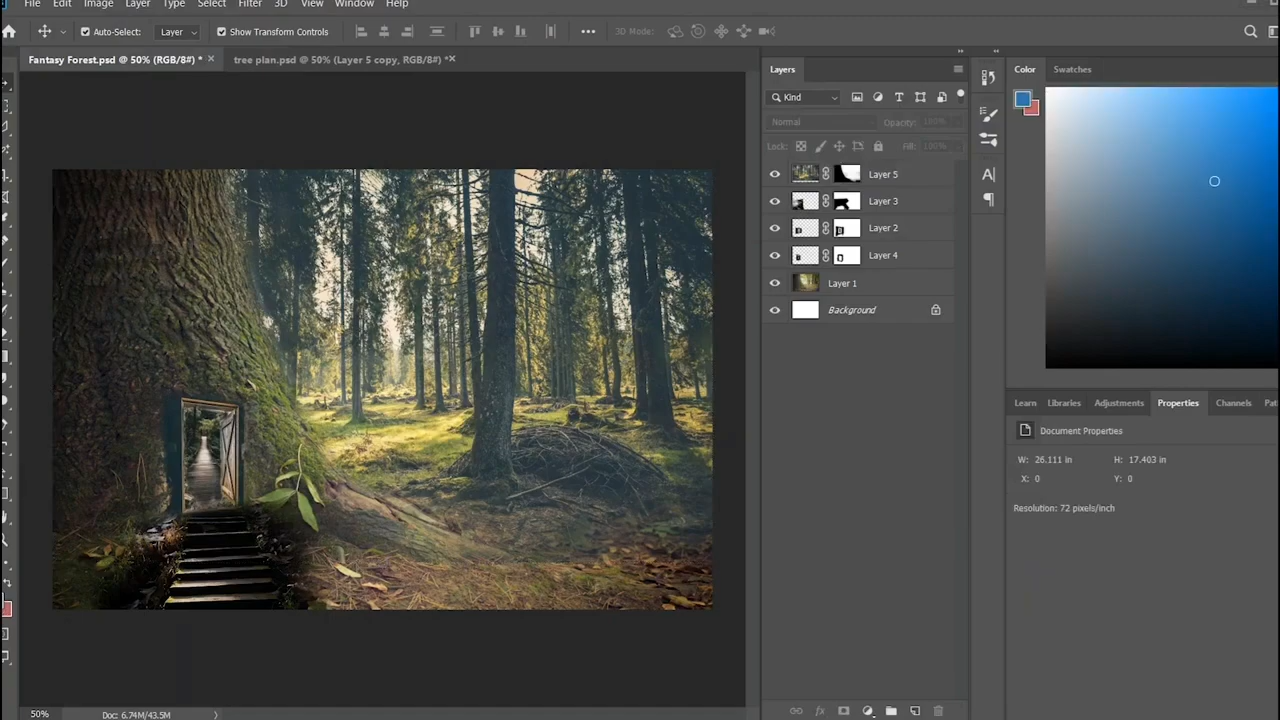 File Edit Image Layer Type Select Filter 3D View Window Help
Auto-Select: Layer Show Transform Controls 3D Mode:
Fantasy Forest.psd @ 50% (RGB/8#) * tree plan.psd @ 50% (Layer 5 copy, RGB/8#) *
Layers
Kind
Normal Opacity: 100%
Lock: Fill: 100%
Layer 5
Layer 3
Layer 2
Layer 4
Layer 1
Background
Color Swatches
Learn Libraries Adjustments Properties Channels
Document Properties
W: 26.111 in H: 17.403 in
X: 0 Y: 0
Resolution: 72 pixels/inch
50% Doc: 6.74M/43.5M